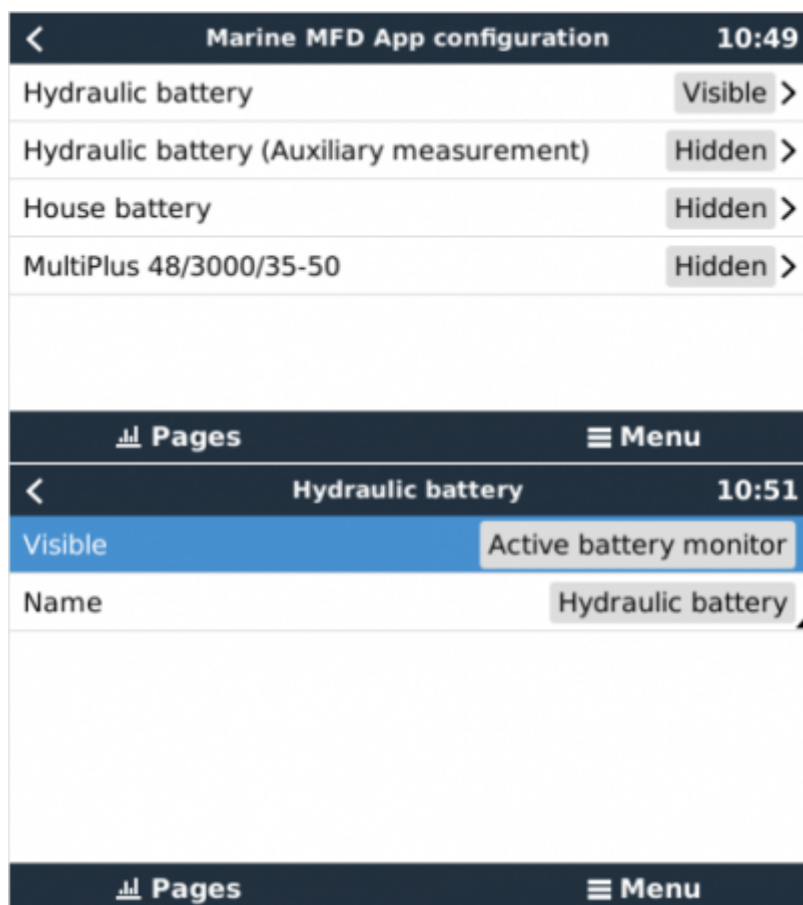 Marine MFD App configuration 10:49
Hydraulic battery Visible
Hydraulic battery (Auxiliary measurement) Hidden
House battery Hidden
MultiPlus 48/3000/35-50 Hidden
Pages Menu
Hydraulic battery 10:51
Visible Active battery monitor
Name Hydraulic battery
Pages Menu